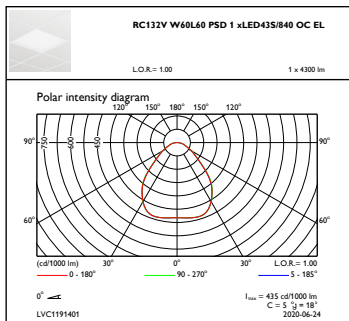 RC132V W60L60 PSD 1 xLED43S/840 OC EL
L.O.R.= 1.00 1 x 4300 lm
Polar intensity diagram
120° 150° 180° 150° 120°
90° 750 600 450 90°
60° 60°
(cd/1000 lm) 30° 0° 30° L.O.R.= 1.00
0 - 180° 90 - 270° 5 - 185°
0° Imax = 435 cd/1000 lm
C = 5 °g = 18°
LVC1191401 2020-06-24